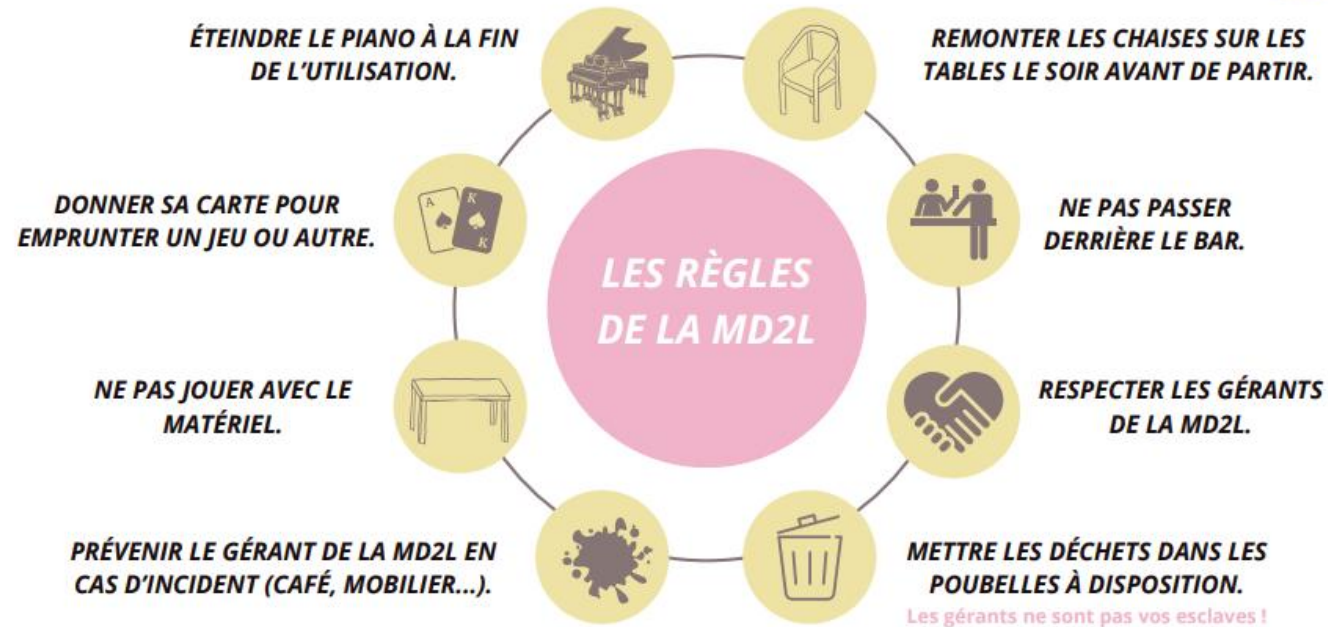 LES RÈGLES
DE LA MD2L
ÉTEINDRE LE PIANO À LA FIN
DE L'UTILISATION.
REMONTER LES CHAISES SUR LES
TABLES LE SOIR AVANT DE PARTIR.
DONNER SA CARTE POUR
EMPRUNTER UN JEU OU AUTRE.
A
K
K
NE PAS PASSER
DERRIÈRE LE BAR.
NE PAS JOUER AVEC LE
MATÉRIEL.
RESPECTER LES GÉRANTS
DE LA MD2L.
PRÉVENIR LE GÉRANT DE LA MD2L EN
CAS D'INCIDENT (CAFÉ, MOBILIER...).
METTRE LES DÉCHETS DANS LES
POUBELLES À DISPOSITION.
Les gérants ne sont pas vos esclaves !